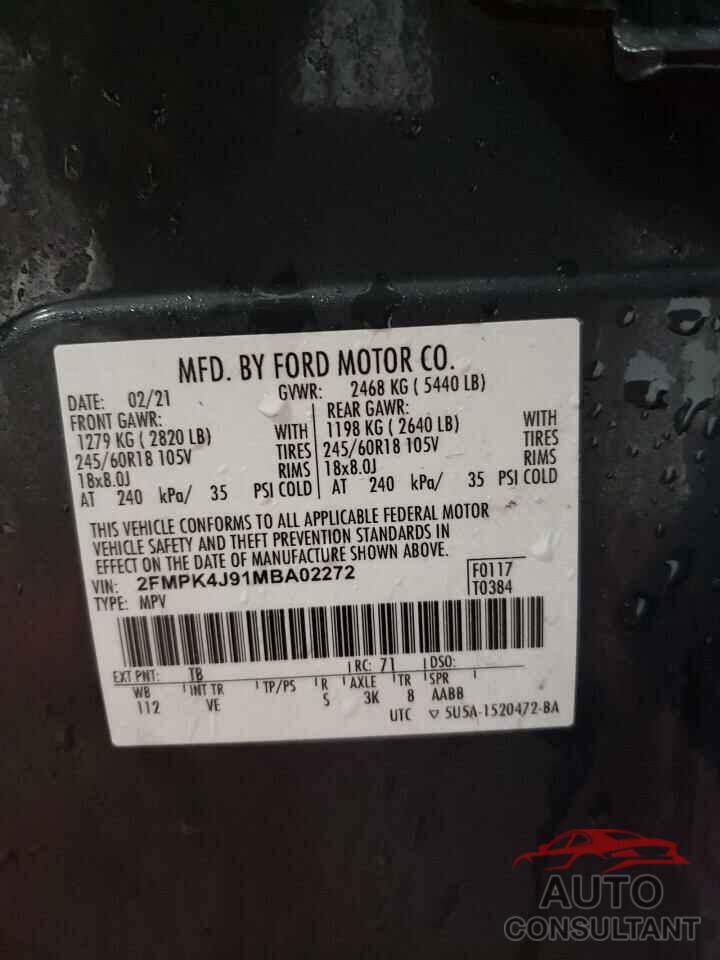 MFD. BY FORD MOTOR CO.
DATE: 02/21 GVWR: 2468 KG ( 5440 LB)
FRONT GAWR: REAR GAWR:
1279 KG ( 2820 LB) WITH 1198 KG ( 2640 LB) WITH
245/60R18 105V TIRES 245/60R18 105V TIRES
18x8.0J RIMS 18x8.0J RIMS
AT 240 kPa/ 35 PSI COLD AT 240 kPa/ 35 PSI COLD
THIS VEHICLE CONFORMS TO ALL APPLICABLE FEDERAL MOTOR
VEHICLE SAFETY AND THEFT PREVENTION STANDARDS IN
EFFECT ON THE DATE OF MANUFACTURE SHOWN ABOVE.
VIN: 2FMPK4J91MBA02272 F0117
TYPE: MPV T0384
EXT PNT: TB RC: 71 DSO:
WB INT TR TP/PS R AXLE TR SPR
112 VE S 3K 8 AABB
UTC ▽ 5U5A-1520472-BA
AUTO
CONSULTANT